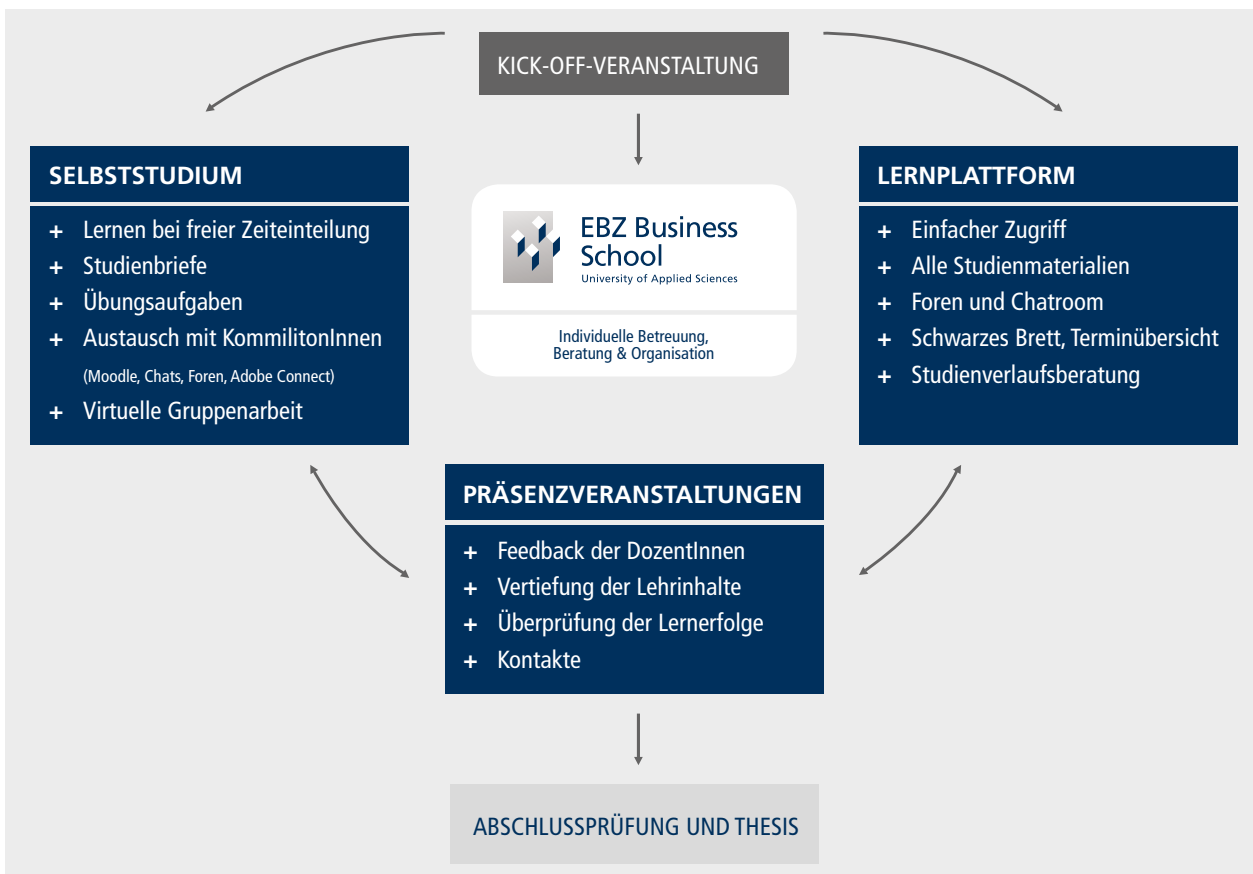 KICK-OFF-VERANSTALTUNG
SELBSTSTUDIUM
+ Lernen bei freier Zeiteinteilung
+ Studienbriefe
+ Übungsaufgaben
+ Austausch mit KommilitonInnen
(Moodle, Chats, Foren, Adobe Connect)
+ Virtuelle Gruppenarbeit
EBZ Business
School
University of Applied Sciences
Individuelle Betreuung,
Beratung & Organisation
LERNPLATTFORM
+ Einfacher Zugriff
+ Alle Studienmaterialien
+ Foren und Chatroom
+ Schwarzes Brett, Terminübersicht
+ Studienverlaufsberatung
PRÄSENZVERANSTALTUNGEN
+ Feedback der DozentInnen
+ Vertiefung der Lehrinhalte
+ Überprüfung der Lernerfolge
+ Kontakte
ABSCHLUSSPRÜFUNG UND THESIS